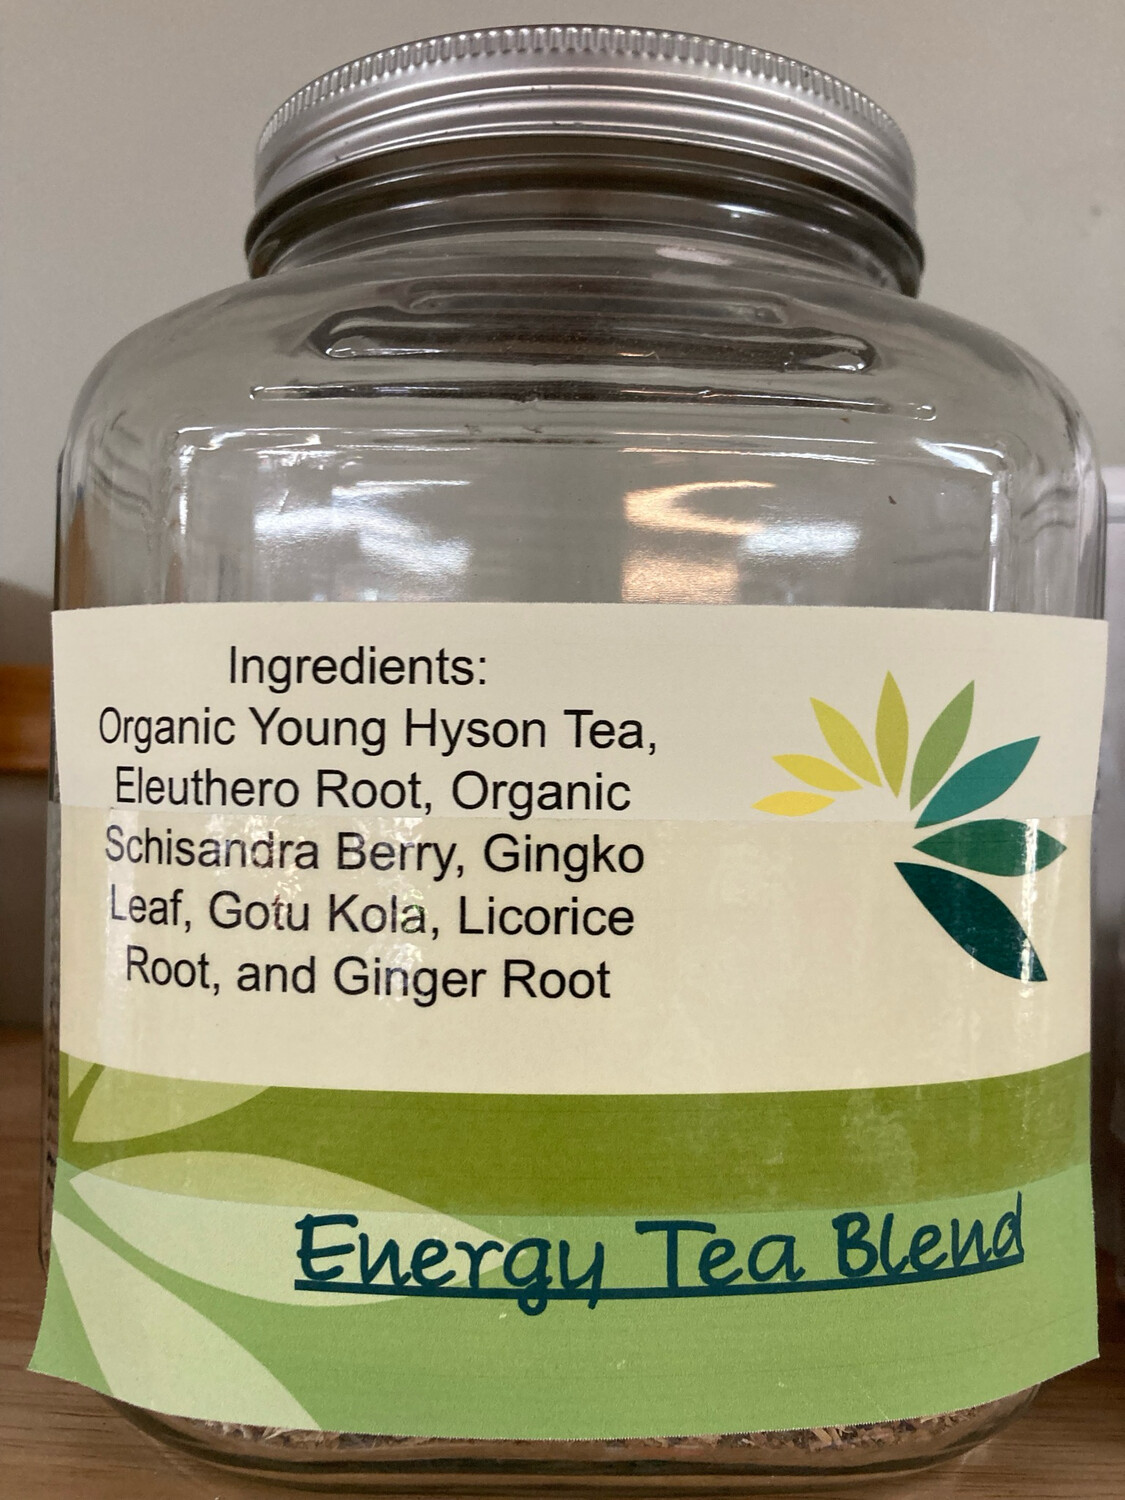 Ingredients:
Organic Young Hyson Tea,
Eleuthero Root, Organic
Schisandra Berry, Gingko
Leaf, Gotu Kola, Licorice
Root, and Ginger Root
Energy Tea Blend